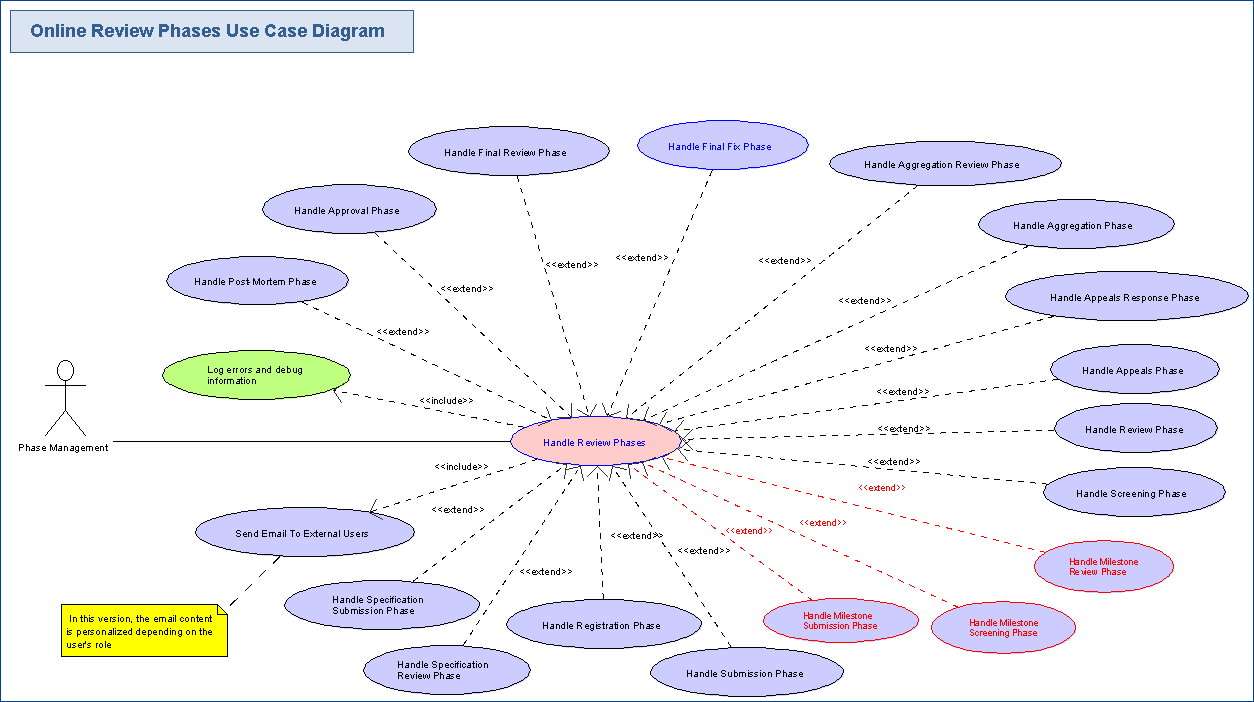 Online Review Phases Use Case Diagram
Handle Final Review Phase
Handle Final Fix Phase
Handle Aggregation Review Phase
Handle Approval Phase
Handle Aggregation Phase
Handle Post-Mortem Phase
Handle Appeals Response Phase
<<extend>>
<<extend>>
<<extend>>
<<extend>>
<<extend>>
<<extend>>
<<extend>>
Log errors and debug
information
Handle Appeals Phase
<<extend>>
<<include>>
Handle Review Phase
<<extend>>
Phase Management
Handle Review Phases
<<include>>
<<extend>>
Handle Screening Phase
<<extend>>
<<extend>>
<<extend>>
<<extend>>
Send Email To External Users
<<extend>>
<<extend>>
<<extend>>
Handle Milestone
Review Phase
Handle Specification
Submission Phase
In this version, the email content
is personalized depending on the
user's role
Handle Registration Phase
Handle Milestone
Submission Phase
Handle Milestone
Screening Phase
Handle Specification
Review Phase
Handle Submission Phase